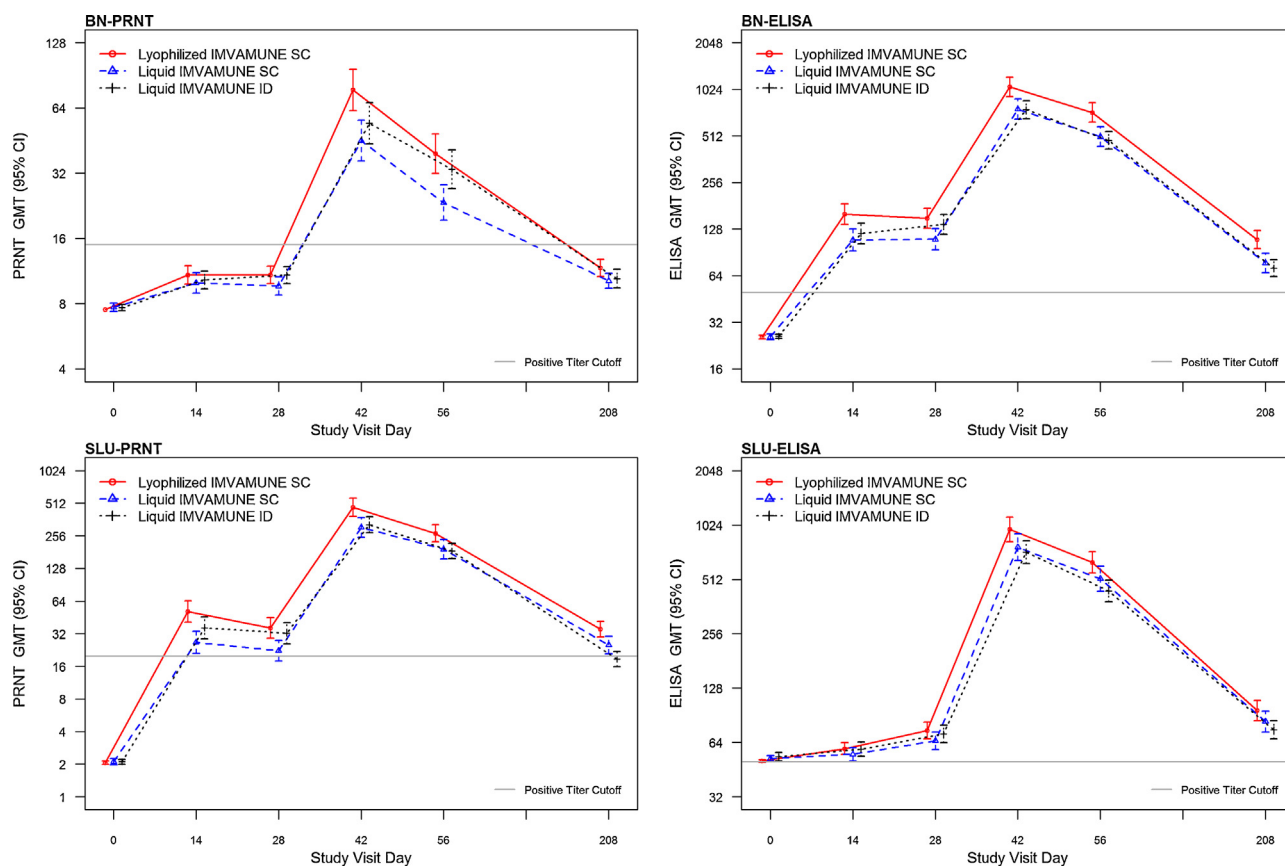 BN-PRNT
128
64
32
16
8
4
PRNT GMT (95% CI)
Lyophilized IMVAMUNE SC
Liquid IMVAMUNE SC
Liquid IMVAMUNE ID
Positive Titer Cutoff
0 14 28 42 56 208
Study Visit Day
BN-ELISA
2048
1024
512
256
128
64
32
16
ELISA GMT (95% CI)
Lyophilized IMVAMUNE SC
Liquid IMVAMUNE SC
Liquid IMVAMUNE ID
Positive Titer Cutoff
0 14 28 42 56 208
Study Visit Day
SLU-PRNT
1024
512
256
128
64
32
16
8
4
2
1
PRNT GMT (95% CI)
Lyophilized IMVAMUNE SC
Liquid IMVAMUNE SC
Liquid IMVAMUNE ID
Positive Titer Cutoff
0 14 28 42 56 208
Study Visit Day
SLU-ELISA
2048
1024
512
256
128
64
32
ELISA GMT (95% CI)
Lyophilized IMVAMUNE SC
Liquid IMVAMUNE SC
Liquid IMVAMUNE ID
Positive Titer Cutoff
0 14 28 42 56 208
Study Visit Day